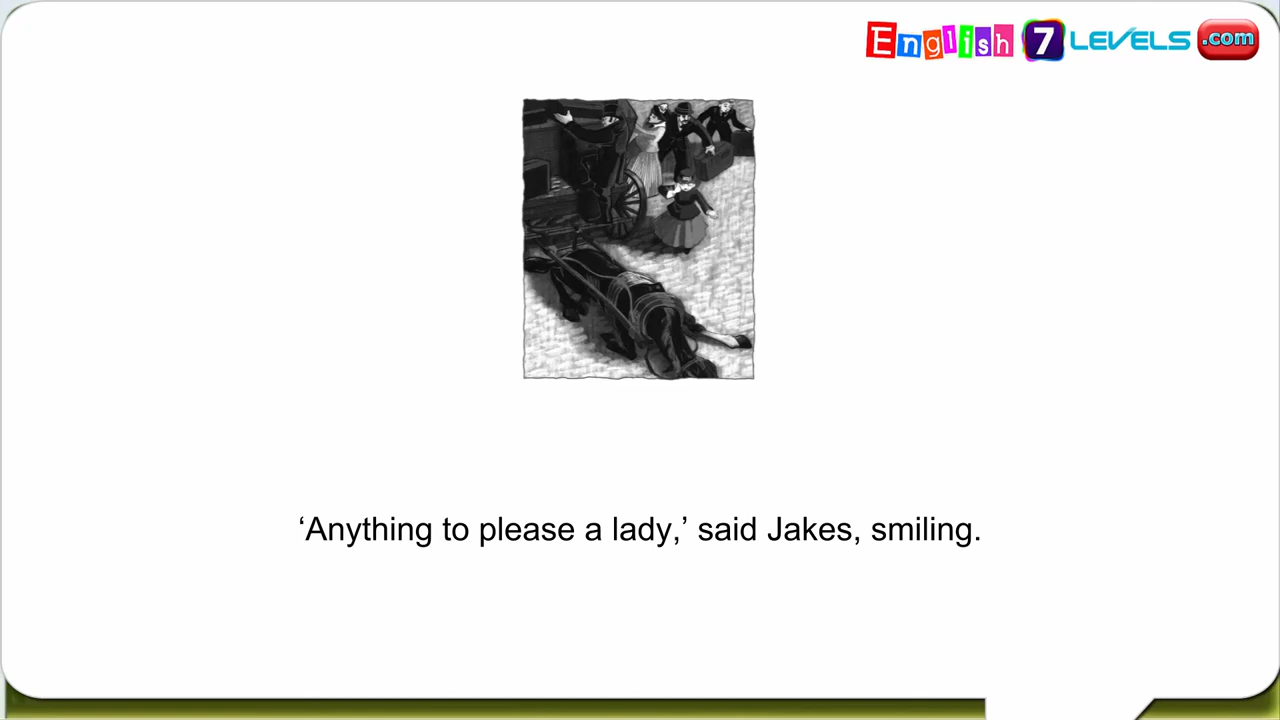 English 7 LEVELS .com
‘Anything to please a lady,’ said Jakes, smiling.